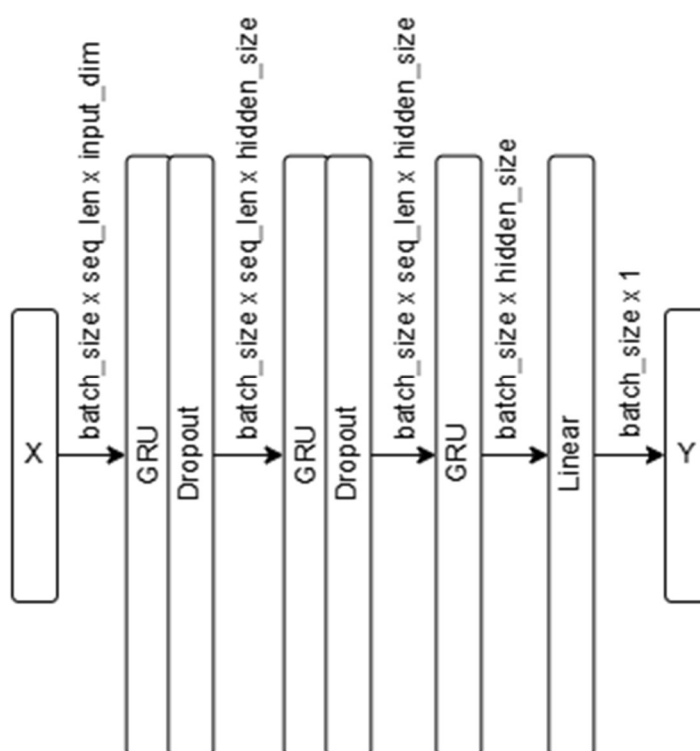 X
batch_size x seq_len x input_dim
GRU
Dropout
batch_size x seq_len x hidden_size
GRU
Dropout
batch_size x seq_len x hidden_size
GRU
batch_size x hidden_size
Linear
batch_size x 1
Y